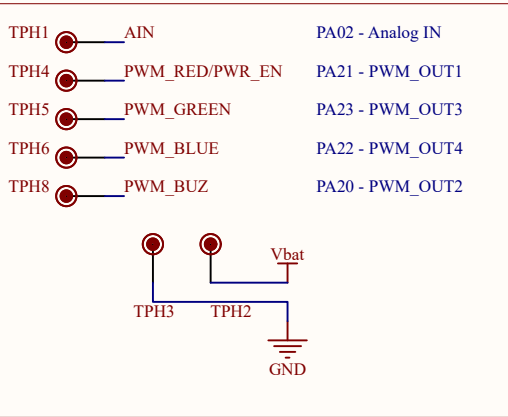 TPH1 AIN PA02 - Analog IN
TPH4 PWM_RED/PWR_EN PA21 - PWM_OUT1
TPH5 PWM_GREEN PA23 - PWM_OUT3
TPH6 PWM_BLUE PA22 - PWM_OUT4
TPH8 PWM_BUZ PA20 - PWM_OUT2
Vbat
TPH3 TPH2
GND